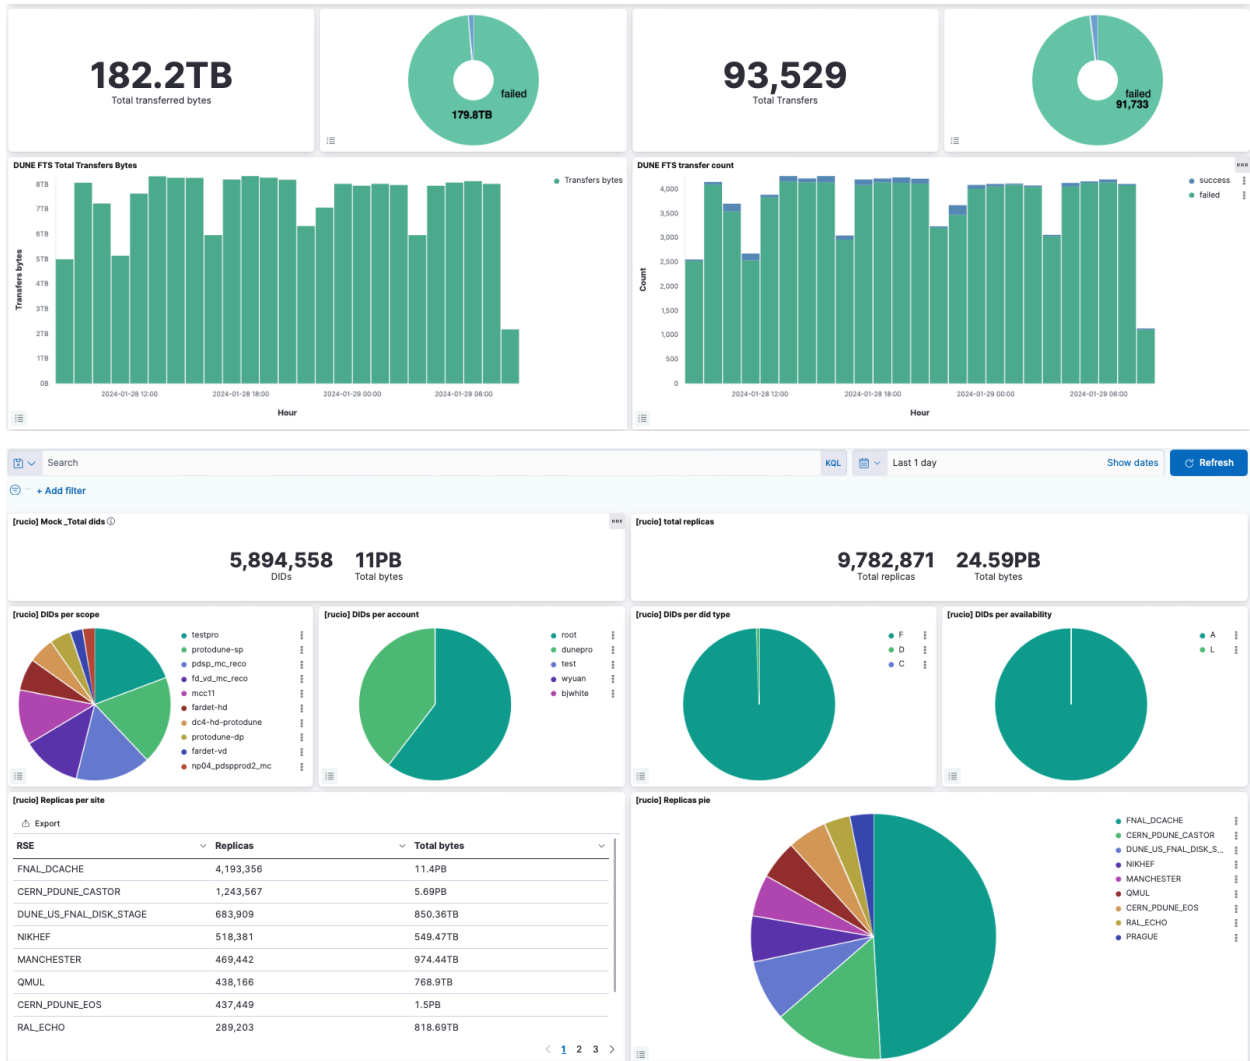 182.2TB
Total transferred bytes
failed
179.8TB
93,529
Total Transfers
failed
91,733
DUNE FTS Total Transfers Bytes
Transfers bytes
8TB
7TB
6TB
5TB
4TB
3TB
2TB
1TB
0B
Transfers bytes
2024-01-28 12:00
2024-01-28 18:00
2024-01-29 00:00
2024-01-29 06:00
Hour
DUNE FTS transfer count
success
failed
4,000
3,500
3,000
2,500
2,000
1,500
1,000
500
0
Count
2024-01-28 12:00
2024-01-28 18:00
2024-01-29 00:00
2024-01-29 06:00
Hour
Search
KQL
Last 1 day
Show dates
Refresh
+ Add filter
[rucio] Mock _Total dids
5,894,558 11PB
DIDs Total bytes
[rucio] total replicas
9,782,871 24.59PB
Total replicas Total bytes
[rucio] DIDs per scope
testpro
protodune-sp
pdsp_mc_reco
fd_vd_mc_reco
mcc11
fardet-hd
dc4-hd-protodune
protodune-dp
fardet-vd
np04_pdspprod2_mc
[rucio] DIDs per account
root
dunepro
test
wyuan
bjwhite
[rucio] DIDs per did type
F
D
C
[rucio] DIDs per availability
A
L
[rucio] Replicas per site
Export
RSE Replicas Total bytes
FNAL_DCACHE 4,193,356 11.4PB
CERN_PDUNE_CASTOR 1,243,567 5.69PB
DUNE_US_FNAL_DISK_STAGE 683,909 850.36TB
NIKHEF 518,381 549.47TB
MANCHESTER 469,442 974.44TB
QMUL 438,166 768.9TB
CERN_PDUNE_EOS 437,449 1.5PB
RAL_ECHO 289,203 818.69TB
1 2 3
[rucio] Replicas pie
FNAL_DCACHE
CERN_PDUNE_CASTOR
DUNE_US_FNAL_DISK_S...
NIKHEF
MANCHESTER
QMUL
CERN_PDUNE_EOS
RAL_ECHO
PRAGUE